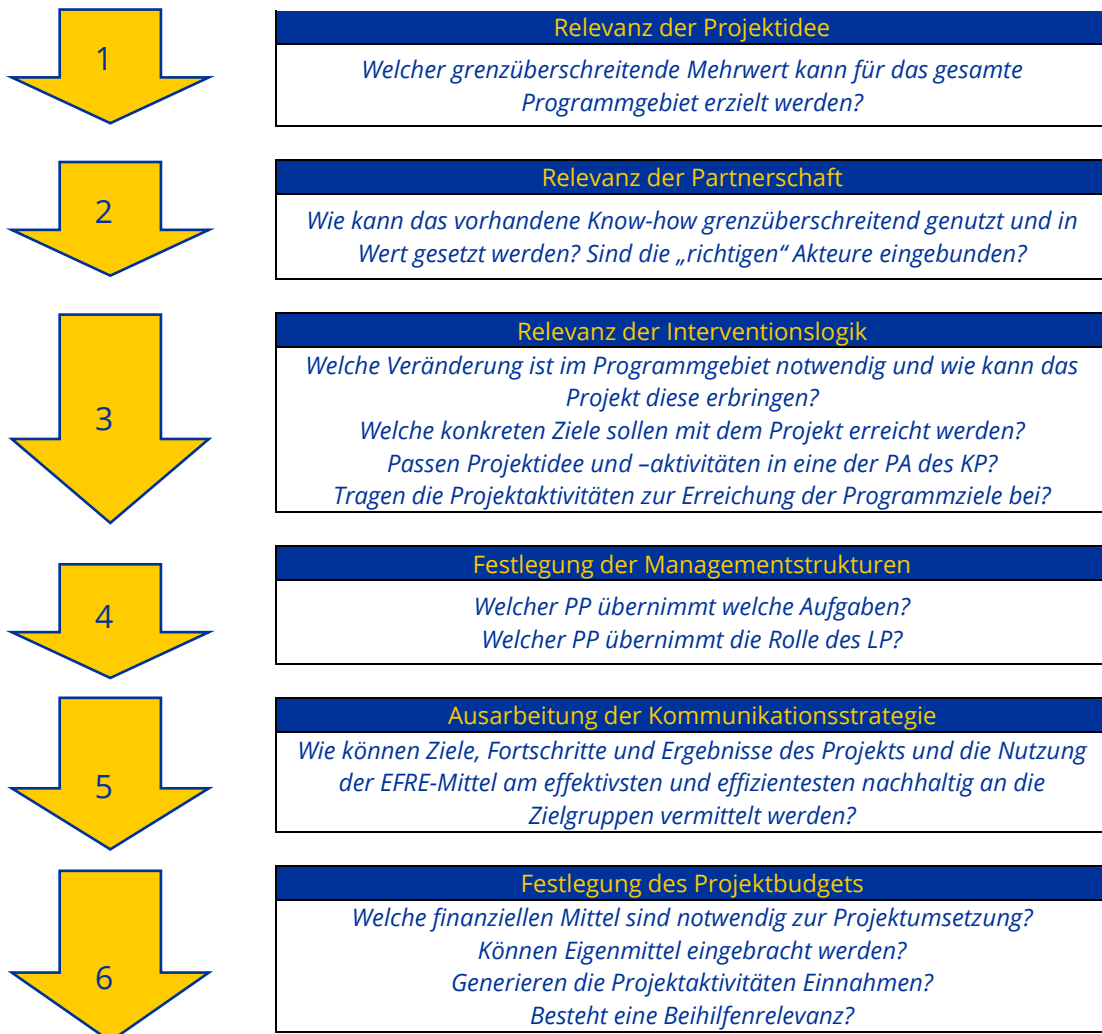 1
Relevanz der Projektidee
Welcher grenzüberschreitende Mehrwert kann für das gesamte
Programmgebiet erzielt werden?
2
Relevanz der Partnerschaft
Wie kann das vorhandene Know-how grenzüberschreitend genutzt und in
Wert gesetzt werden? Sind die „richtigen“ Akteure eingebunden?
3
Relevanz der Interventionslogik
Welche Veränderung ist im Programmgebiet notwendig und wie kann das
Projekt diese erbringen?
Welche konkreten Ziele sollen mit dem Projekt erreicht werden?
Passen Projektidee und –aktivitäten in eine der PA des KP?
Tragen die Projektaktivitäten zur Erreichung der Programmziele bei?
4
Festlegung der Managementstrukturen
Welcher PP übernimmt welche Aufgaben?
Welcher PP übernimmt die Rolle des LP?
5
Ausarbeitung der Kommunikationsstrategie
Wie können Ziele, Fortschritte und Ergebnisse des Projekts und die Nutzung
der EFRE-Mittel am effektivsten und effizientesten nachhaltig an die
Zielgruppen vermittelt werden?
6
Festlegung des Projektbudgets
Welche finanziellen Mittel sind notwendig zur Projektumsetzung?
Können Eigenmittel eingebracht werden?
Generieren die Projektaktivitäten Einnahmen?
Besteht eine Beihilfenrelevanz?